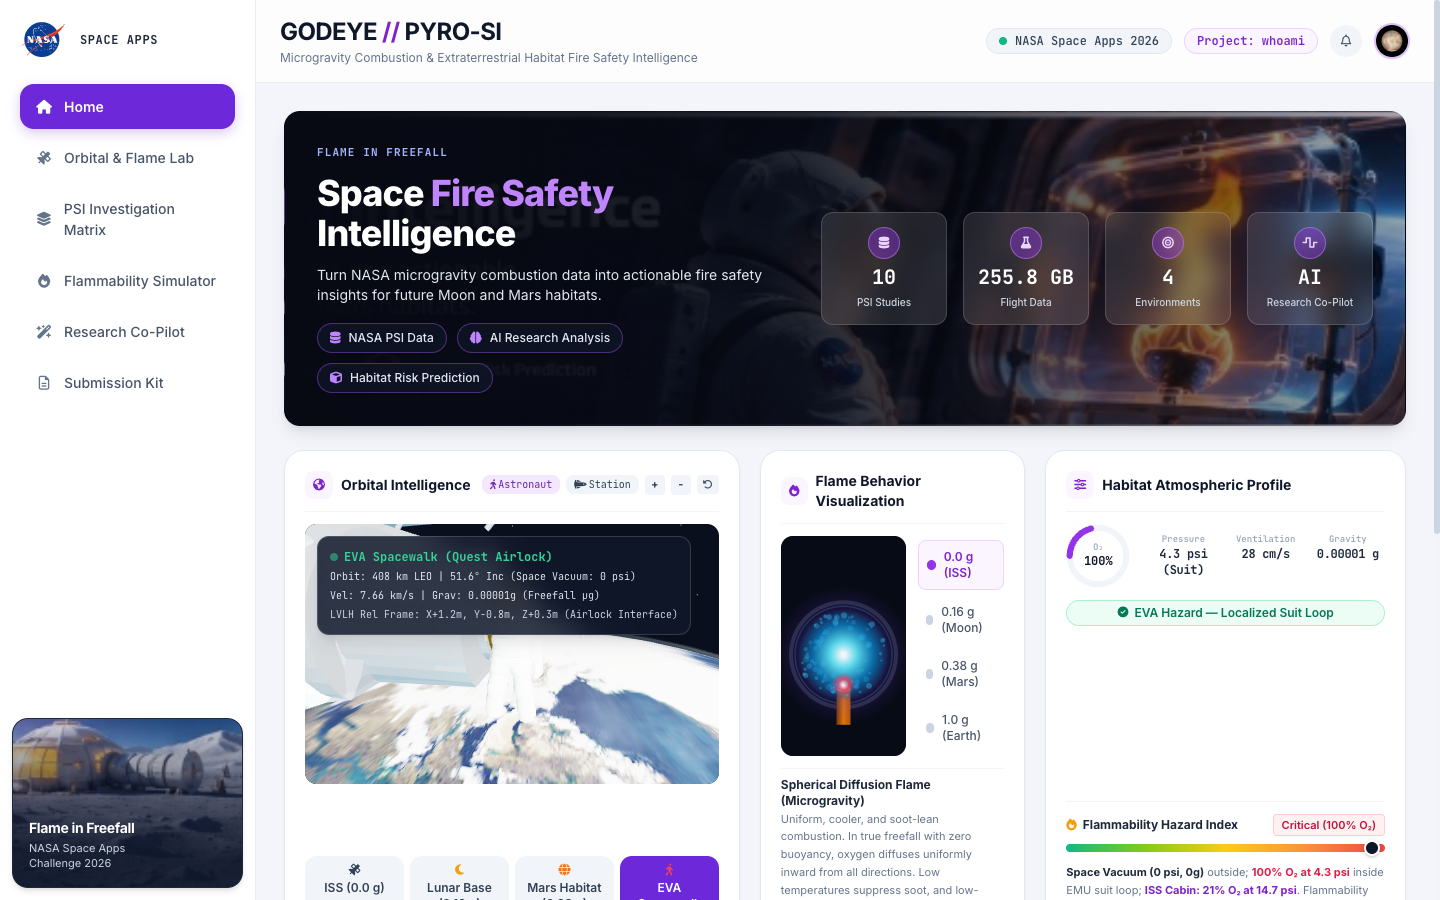 NASA
SPACE APPS
Home
Orbital & Flame Lab
PSI Investigation
Matrix
Flammability Simulator
Research Co-Pilot
Submission Kit
Flame in Freefall
NASA Space Apps
Challenge 2026
GODEYE // PYRO-SI
Microgravity Combustion & Extraterrestrial Habitat Fire Safety Intelligence
NASA Space Apps 2026
Project: whoami
FLAME IN FREEFALL
Space Fire Safety
Intelligence
Turn NASA microgravity combustion data into actionable fire safety
insights for future Moon and Mars habitats.
NASA PSI Data
AI Research Analysis
Habitat Risk Prediction
10
PSI Studies
255.8 GB
Flight Data
4
Environments
AI
Research Co-Pilot
Orbital Intelligence
Astronaut
Station
+
-
EVA Spacewalk (Quest Airlock)
Orbit: 408 km LEO | 51.6° Inc (Space Vacuum: 0 psi)
Vel: 7.66 km/s | Grav: 0.00001g (Freefall µg)
LVLH Rel Frame: X+1.2m, Y-0.8m, Z+0.3m (Airlock Interface)
ISS (0.0 g)
Lunar Base
Mars Habitat
EVA
Flame Behavior
Visualization
0.0 g
(ISS)
0.16 g
(Moon)
0.38 g
(Mars)
1.0 g
(Earth)
Spherical Diffusion Flame
(Microgravity)
Uniform, cooler, and soot-lean
combustion. In true freefall with zero
buoyancy, oxygen diffuses uniformly
inward from all directions. Low
temperatures suppress soot, and low-
Habitat Atmospheric Profile
O₂
100%
Pressure
4.3 psi
(Suit)
Ventilation
28 cm/s
Gravity
0.00001 g
EVA Hazard — Localized Suit Loop
Flammability Hazard Index
Critical (100% O₂)
Space Vacuum (0 psi, 0g) outside; 100% O₂ at 4.3 psi inside
EMU suit loop; ISS Cabin: 21% O₂ at 14.7 psi. Flammability